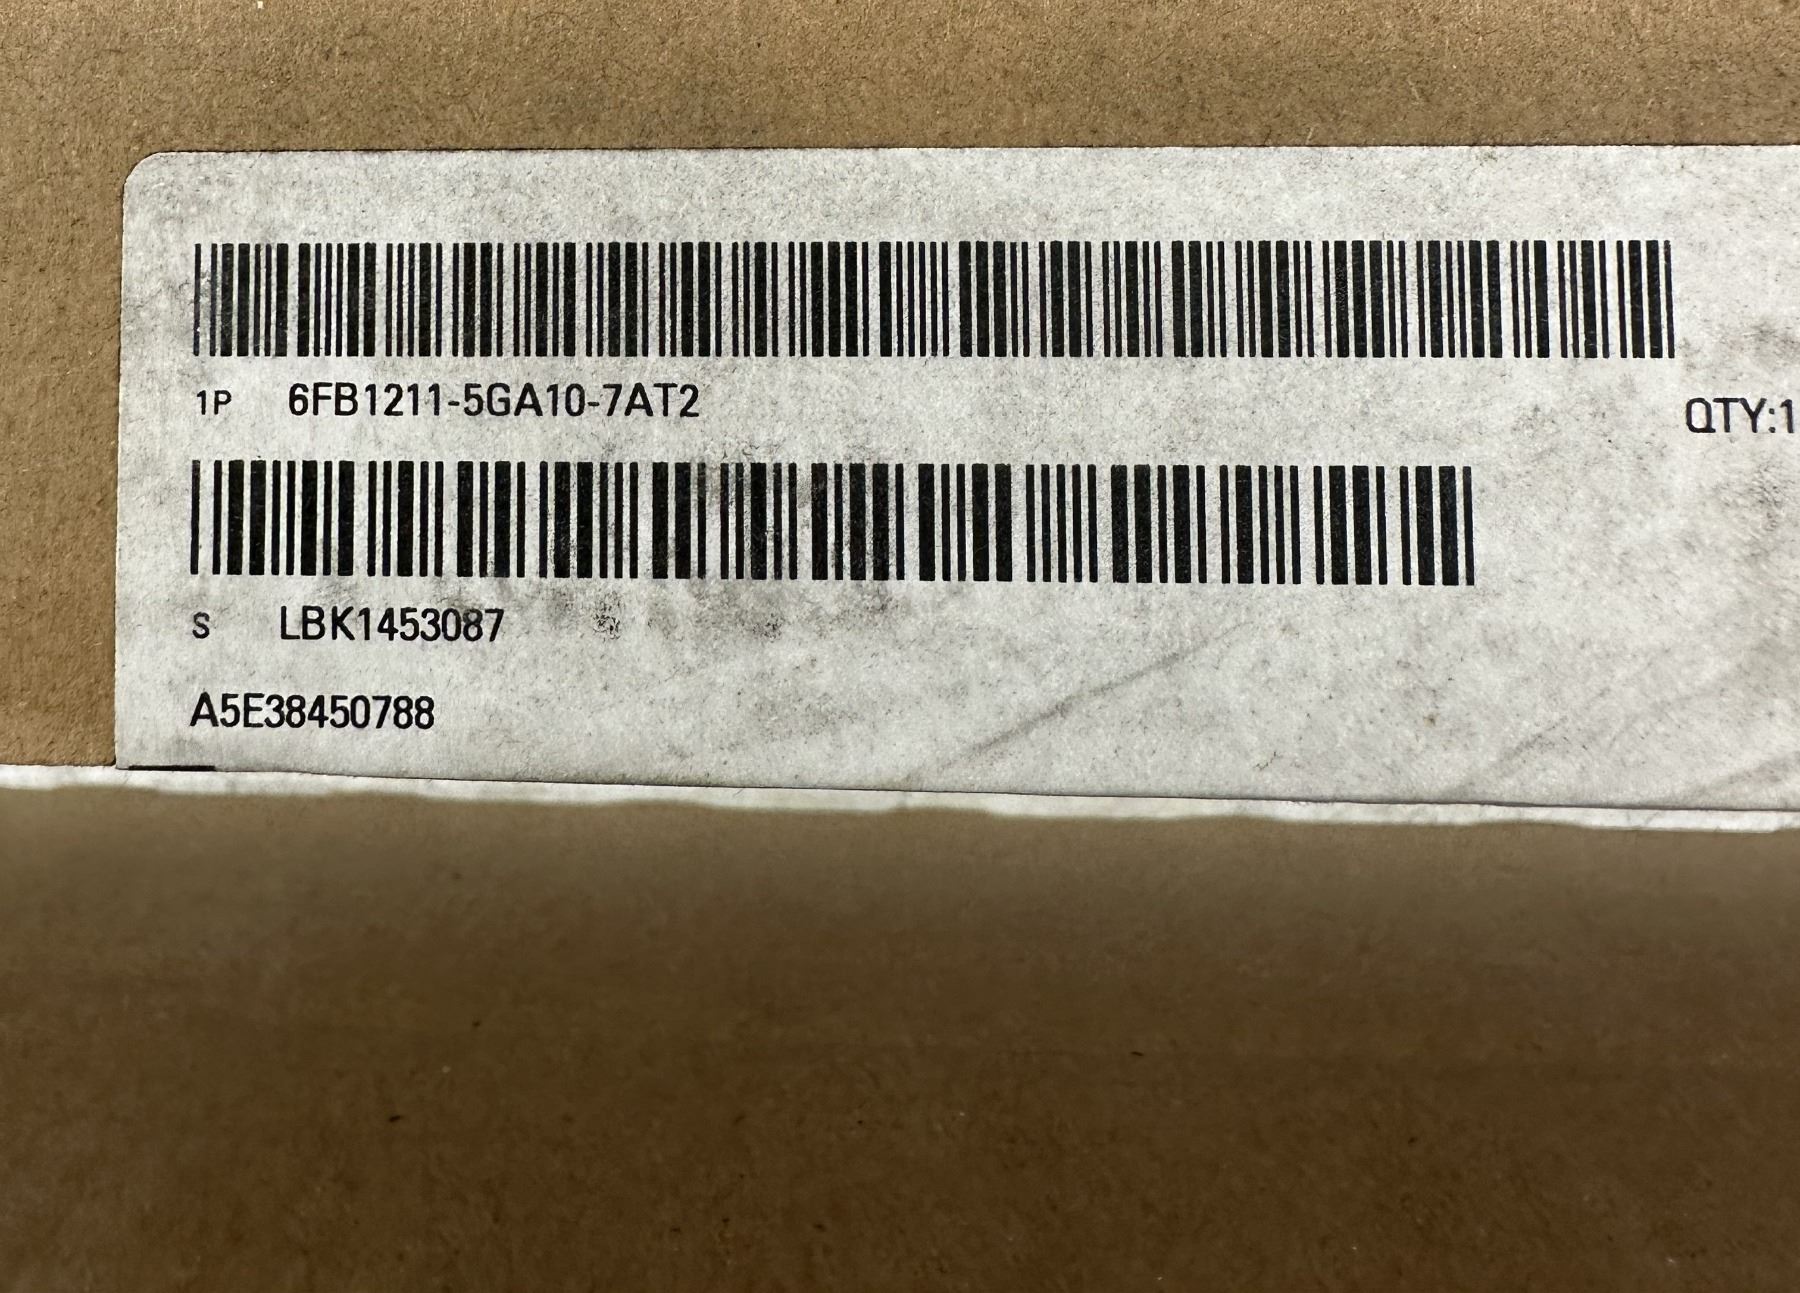 1P 6FB1211-5GA10-7AT2
QTY:1
S LBK1453087
A5E38450788